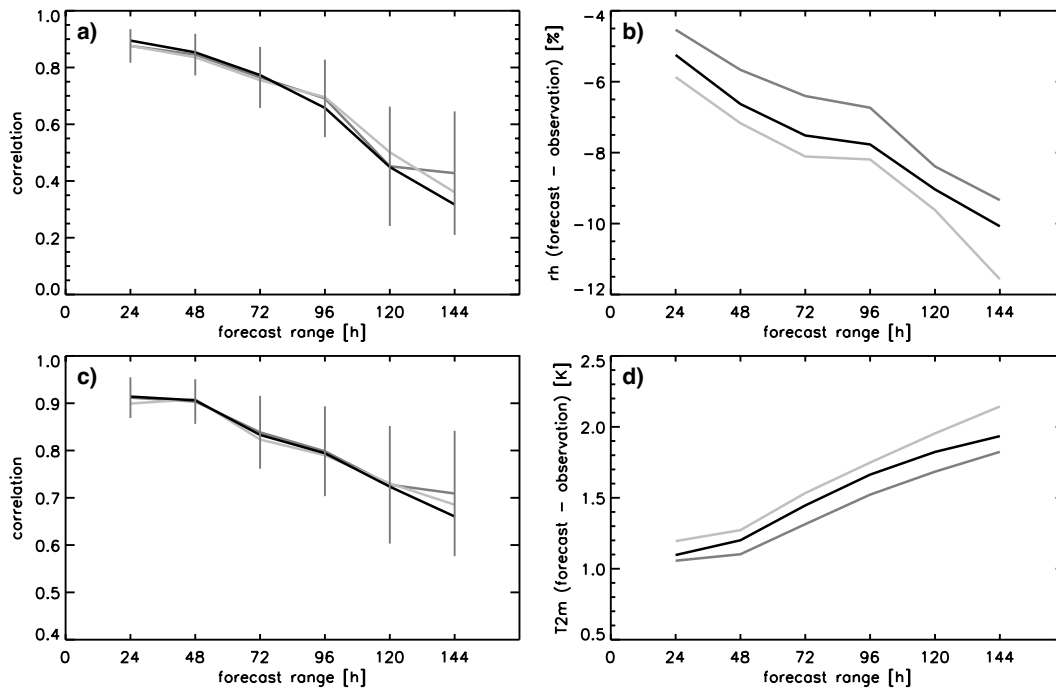 a)
1.0
0.8
0.6
0.4
0.2
0.0
correlation
0 24 48 72 96 120 144
forecast range [h]
b)
−4
−6
−8
−10
−12
rh (forecast − observation) [%]
0 24 48 72 96 120 144
forecast range [h]
c)
1.0
0.9
0.8
0.7
0.6
0.5
0.4
correlation
0 24 48 72 96 120 144
forecast range [h]
d)
2.5
2.0
1.5
1.0
0.5
T2m (forecast − observation) [K]
0 24 48 72 96 120 144
forecast range [h]